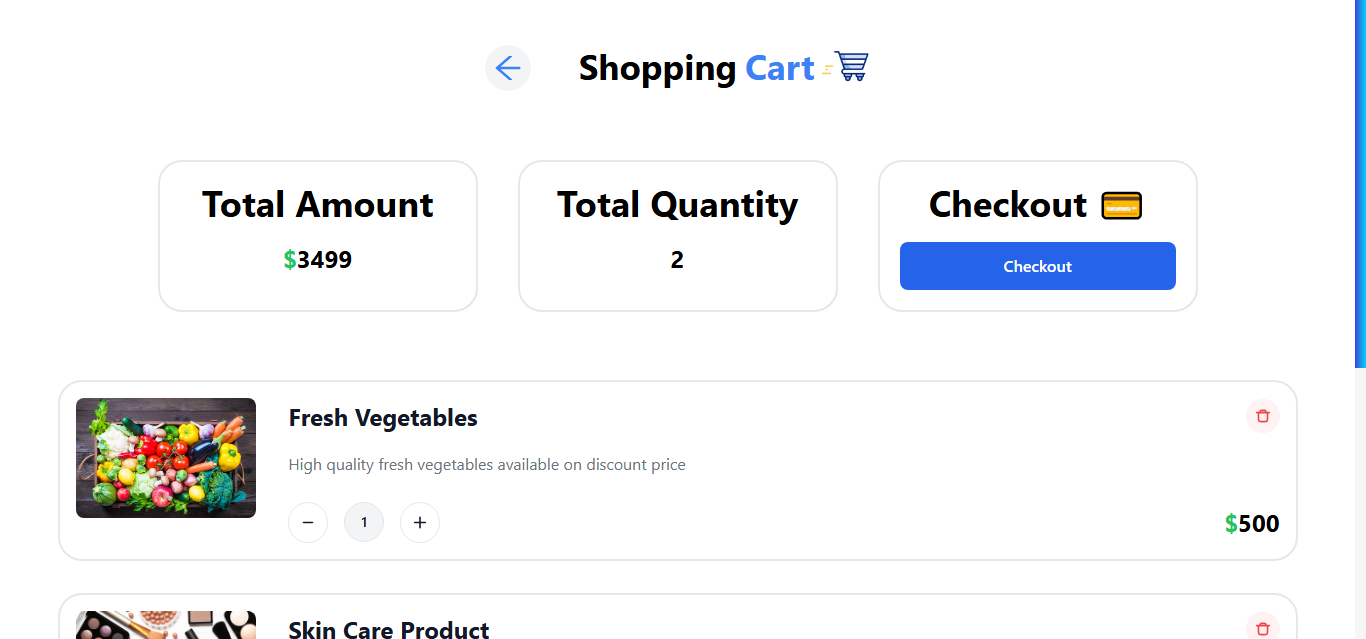 Shopping Cart
Total Amount
$3499
Total Quantity
2
Checkout
Checkout
Fresh Vegetables
High quality fresh vegetables available on discount price
− 1 +
$500
Skin Care Product